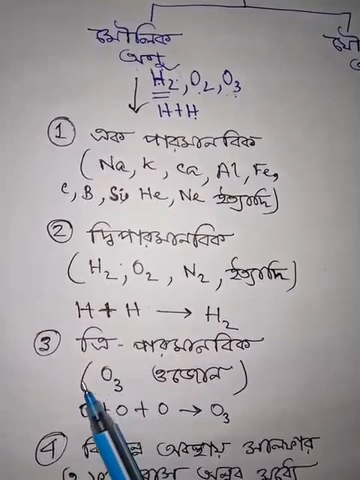 মৌলিক
অনু
H₂, O₂, O₃
H+H
① এক পারমানবিক
(Na, K, Ca, Al, Fe,
C, B, Si, He, Ne ইত্যাদি)
② দ্বিপারমানবিক
(H₂, O₂, N₂, ইত্যাদি)
H + H → H₂
③ ত্রি-পারমানবিক
(O₃ ওজোন)
O + O + O → O₃
④ অবস্থায়